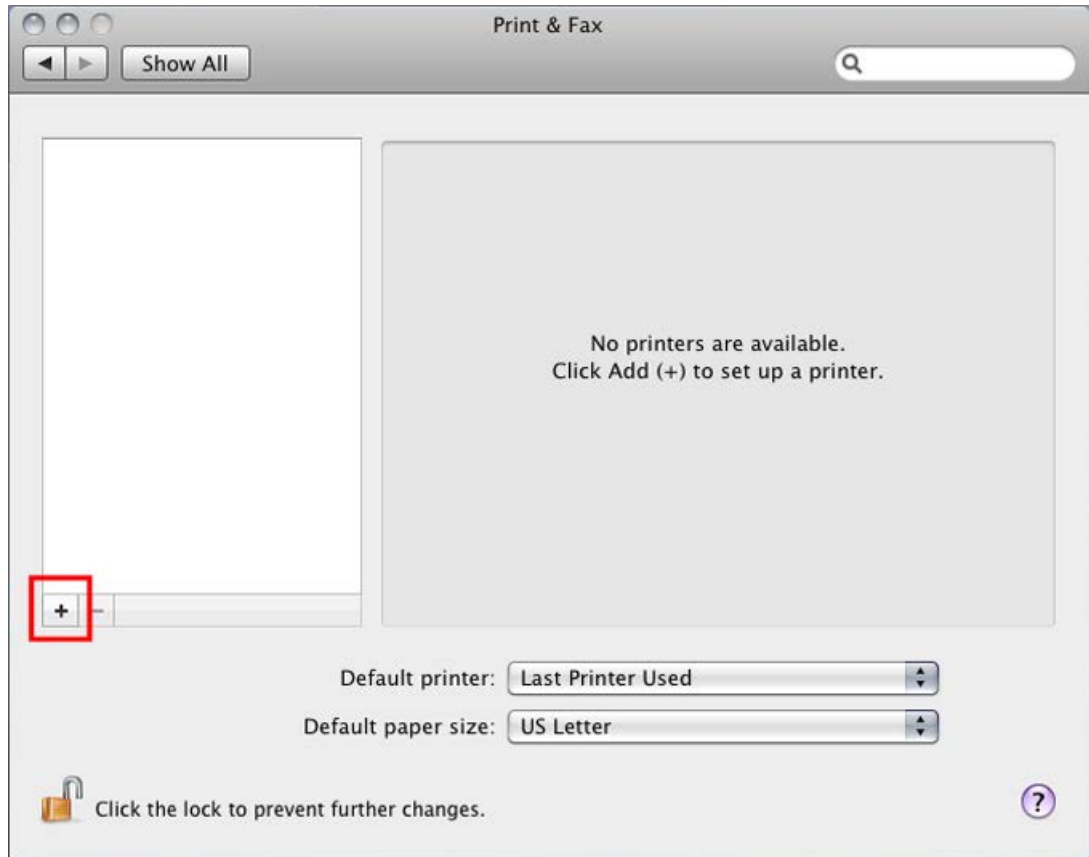 Print & Fax
Show All
No printers are available.
Click Add (+) to set up a printer.
+ −
Default printer: Last Printer Used
Default paper size: US Letter
Click the lock to prevent further changes.
?